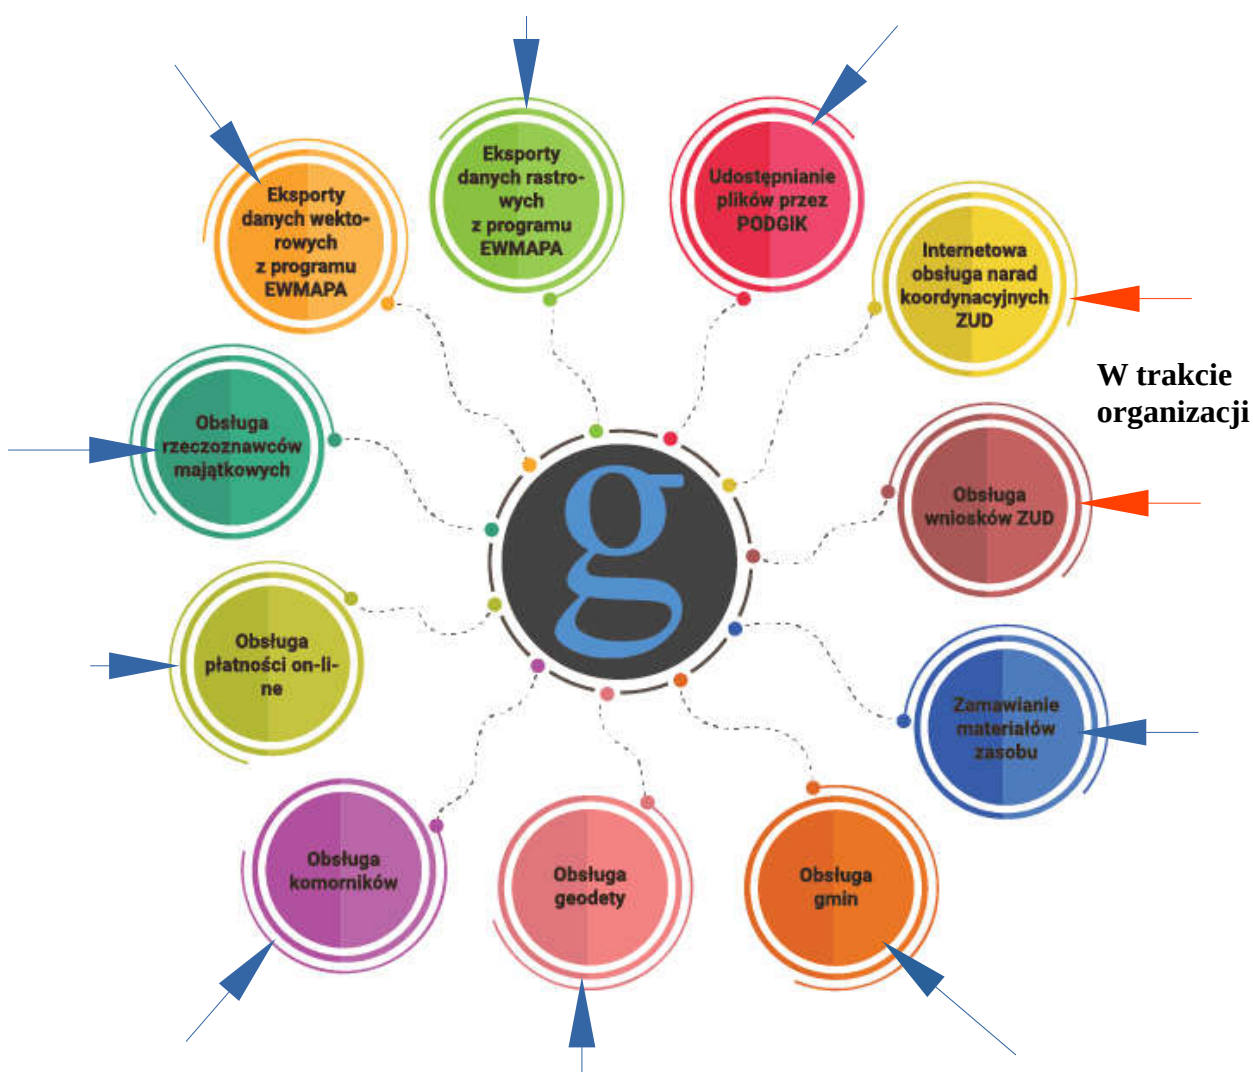 Eksporty
danych rastro-
wych
z programu
EWMAPA
Udostępnianie
plików przez
PODGIK
Eksporty
danych wekto-
rowych
z programu
EWMAPA
Internetowa
obsługa narad
koordynacyjnych
ZUD
W trakcie
organizacji
Obsługa
rzeczoznawców
majątkowych
g
Obsługa
wniosków ZUD
Obsługa
płatności on-li-
ne
Zamawianie
materiałów
zasobu
Obsługa
komorników
Obsługa
geodety
Obsługa
gmin